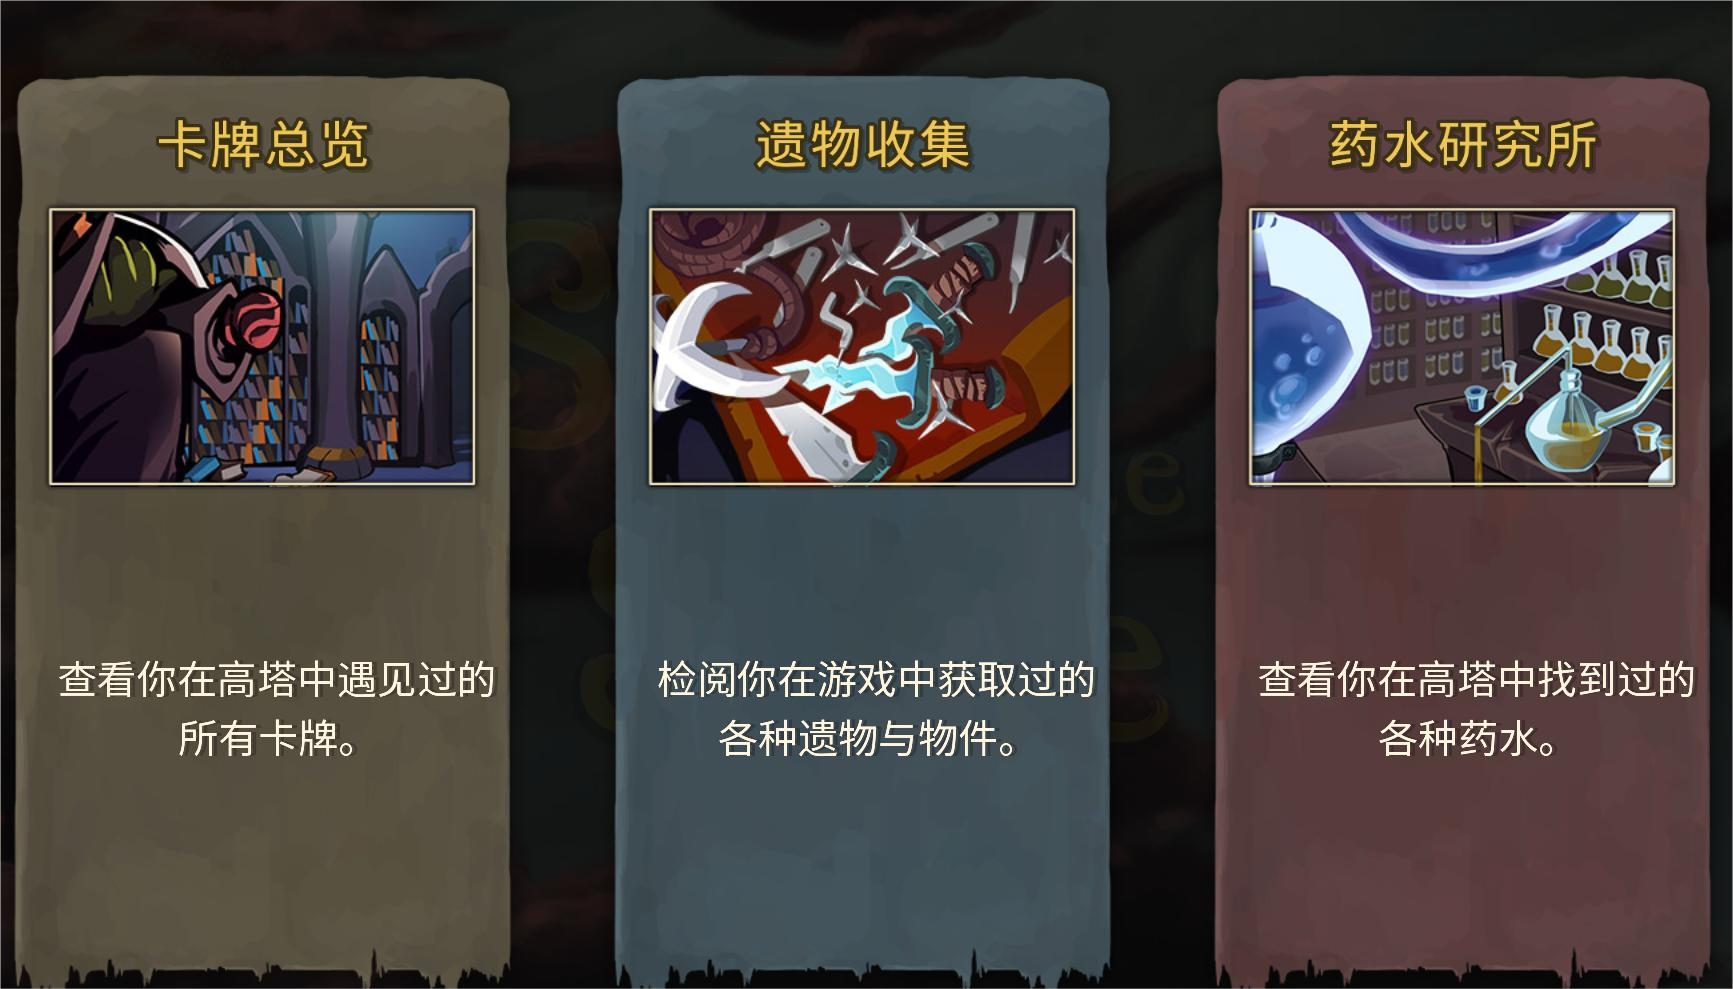 卡牌总览
查看你在高塔中遇见过的
所有卡牌。
遗物收集
检阅你在游戏中获取过的
各种遗物与物件。
药水研究所
查看你在高塔中找到过的
各种药水。